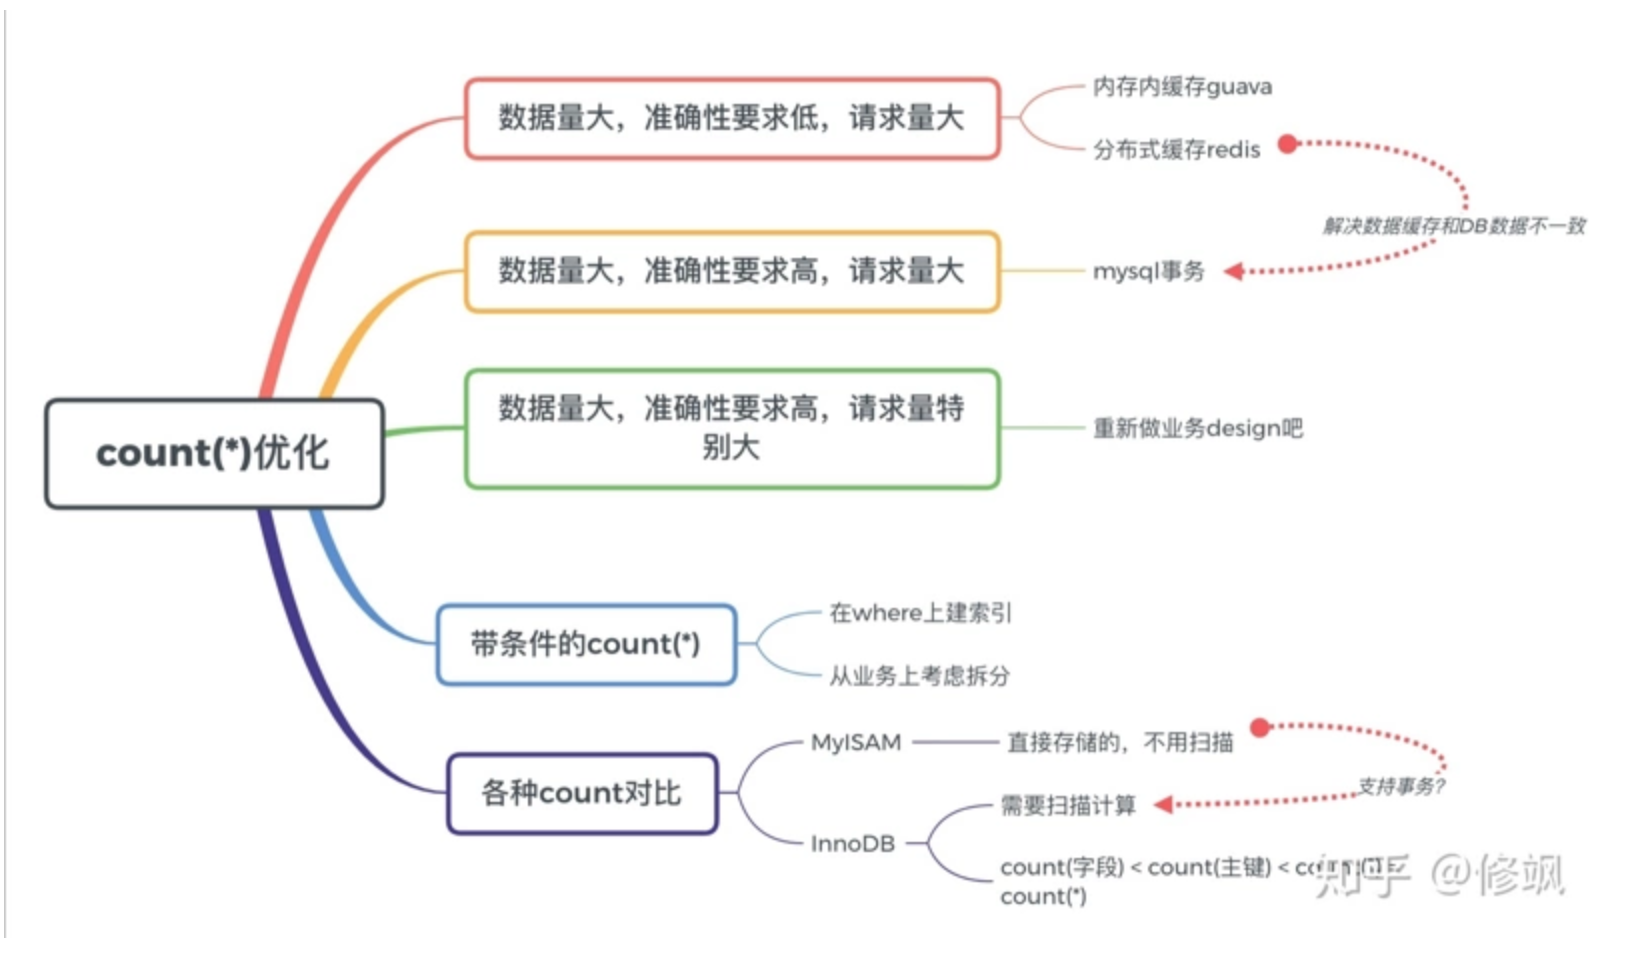 内存内缓存guava
数据量大，准确性要求低，请求量大
分布式缓存redis
解决数据缓存和DB数据不一致
数据量大，准确性要求高，请求量大
mysql事务
数据量大，准确性要求高，请求量特
别大
重新做业务design吧
count(*)优化
在where上建索引
带条件的count(*)
从业务上考虑拆分
MyISAM
直接存储的，不用扫描
支持事务?
各种count对比
需要扫描计算
InnoDB
count(字段) < count(主键) <
count(*)
知乎 @修飒